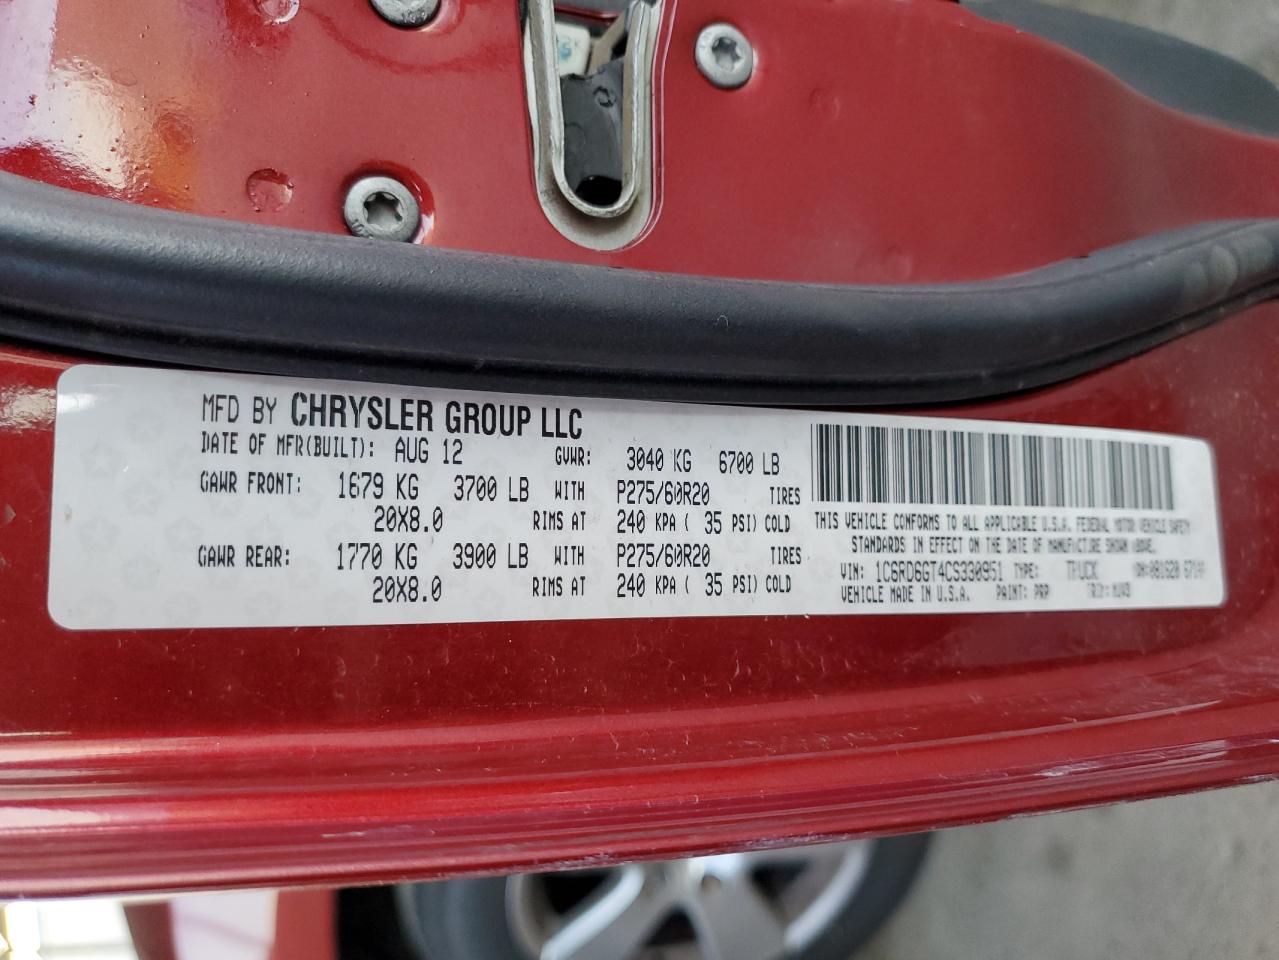 MFD BY CHRYSLER GROUP LLC
DATE OF MFR(BUILT): AUG 12 GVWR: 3040 KG 6700 LB
GAWR FRONT: 1679 KG 3700 LB WITH P275/60R20 TIRES
20X8.0 RIMS AT 240 KPA ( 35 PSI) COLD
GAWR REAR: 1770 KG 3900 LB WITH P275/60R20 TIRES
20X8.0 RIMS AT 240 KPA ( 35 PSI) COLD
THIS VEHICLE CONFORMS TO ALL APPLICABLE U.S.A. FEDERAL MOTOR VEHICLE SAFETY
STANDARDS IN EFFECT ON THE DATE OF MANUFACTURE SHOWN ABOVE.
VIN: 1C6RD6GT4CS330951 TYPE: TRUCK
VEHICLE MADE IN U.S.A. PAINT: PRP